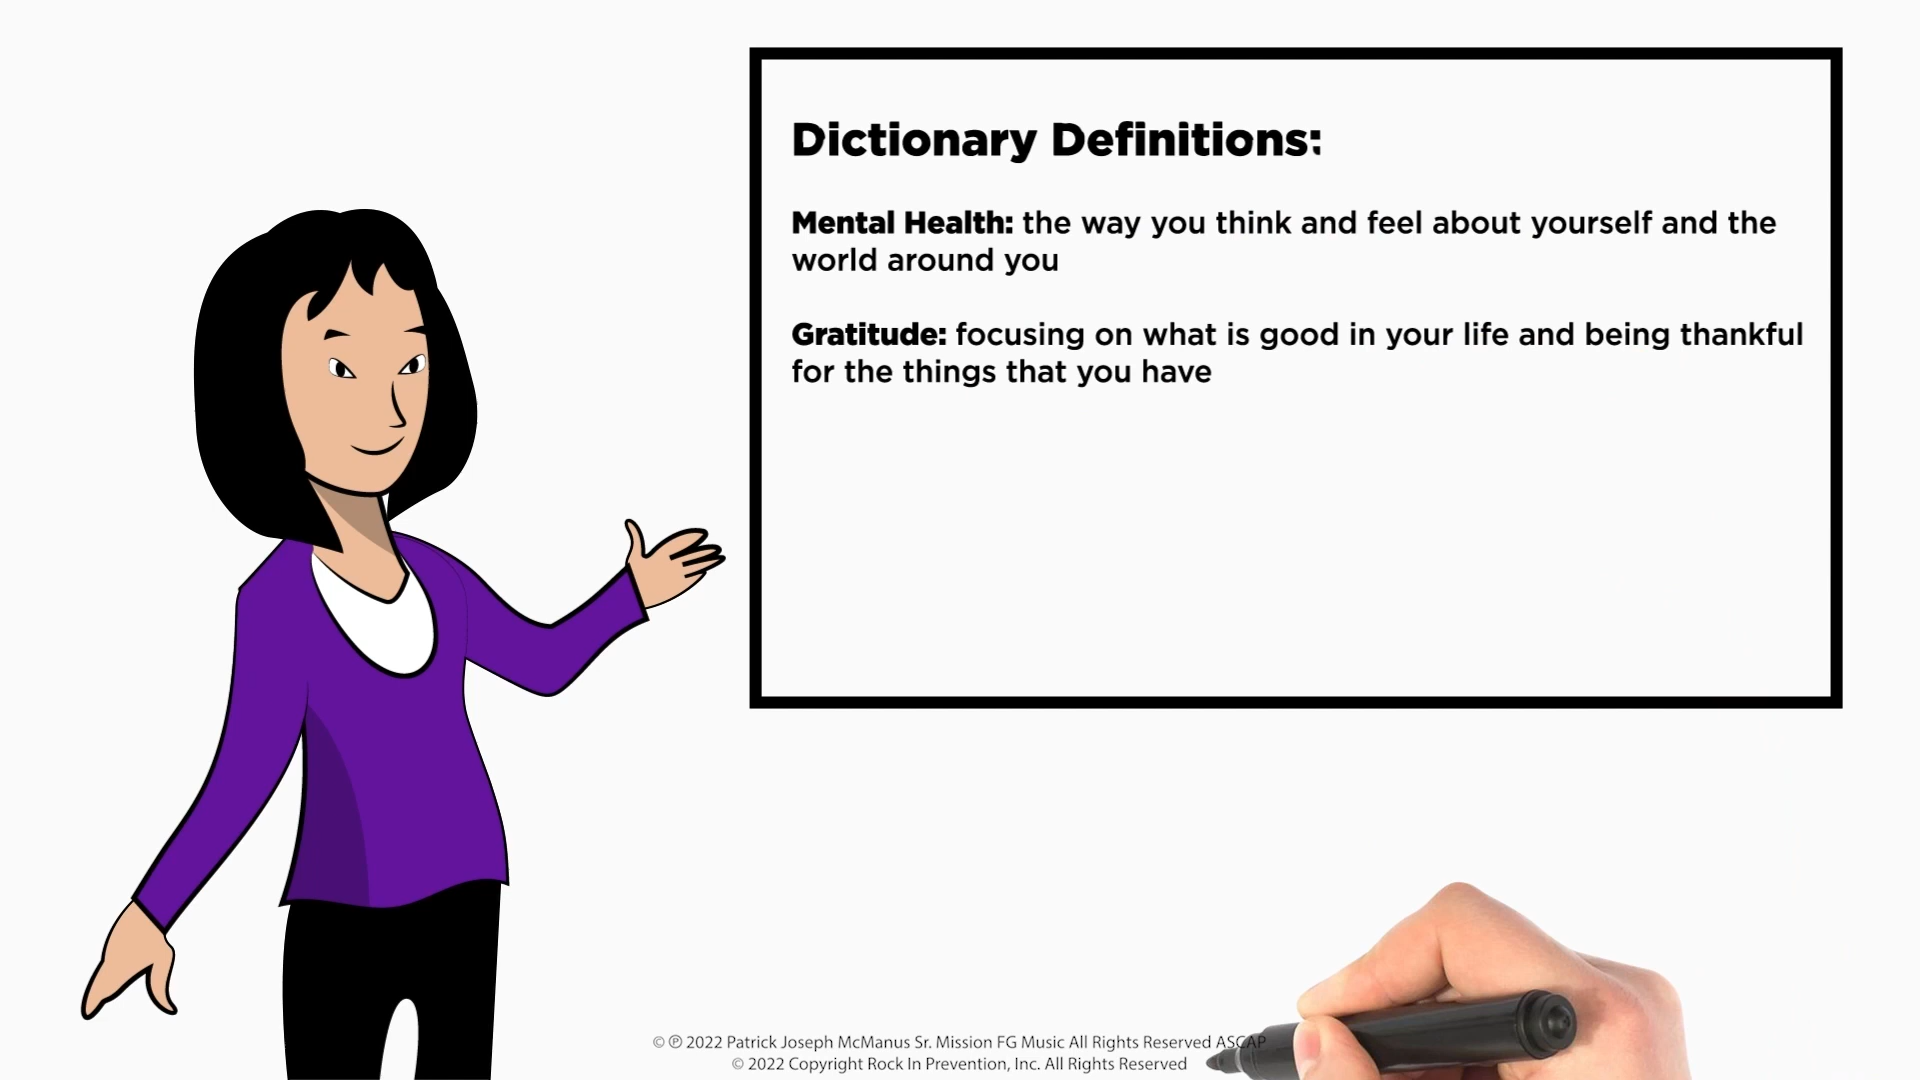 Dictionary Definitions:
Mental Health: the way you think and feel about yourself and the
world around you
Gratitude: focusing on what is good in your life and being thankful
for the things that you have
© ℗ 2022 Patrick Joseph McManus Sr. Mission FG Music All Rights Reserved ASCAP
© 2022 Copyright Rock In Prevention, Inc. All Rights Reserved